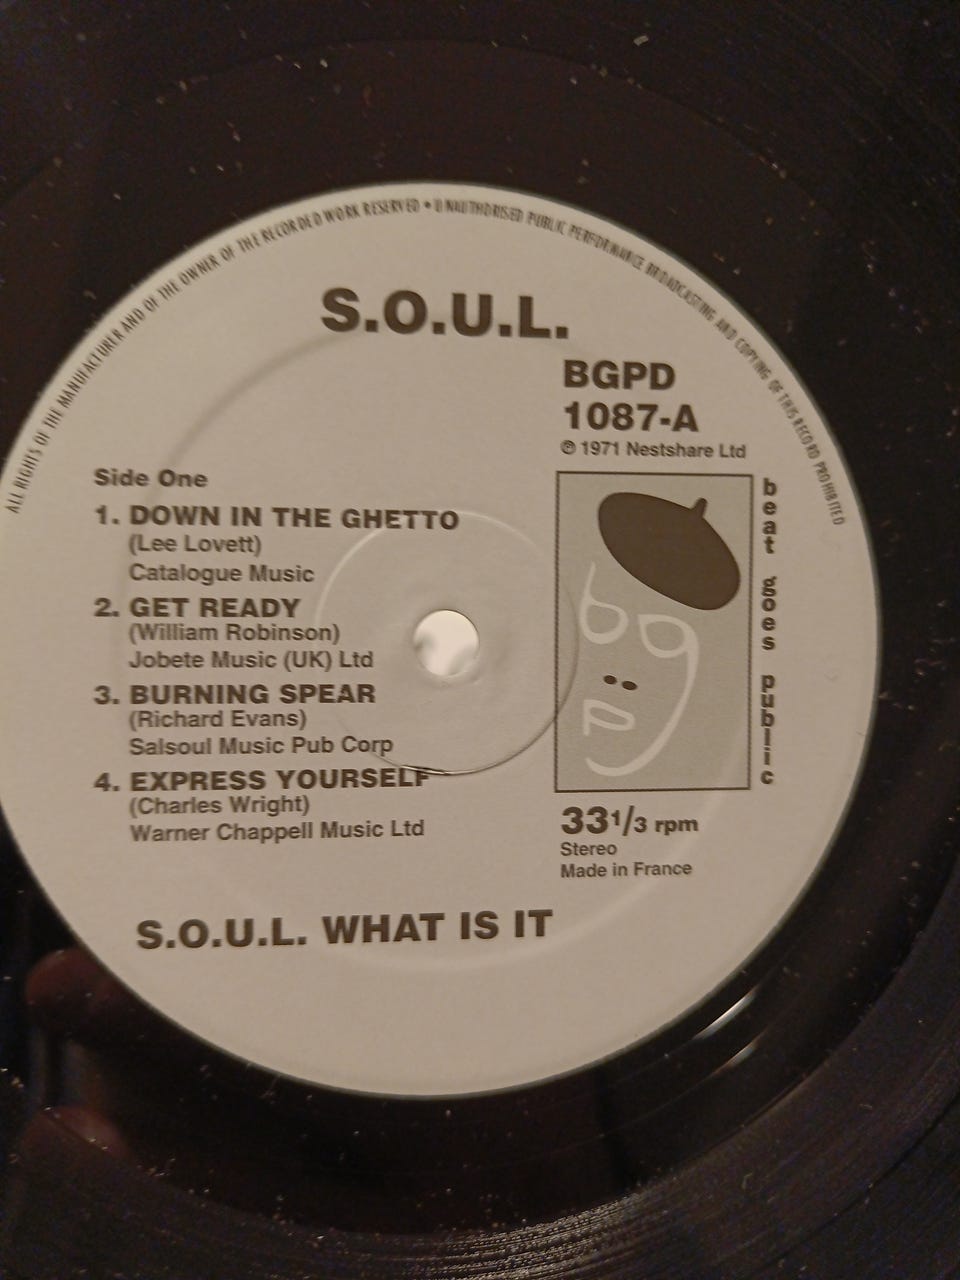 ALL RIGHTS OF THE MANUFACTURER AND OF THE OWNER OF THE RECORDED WORK RESERVED • UNAUTHORISED PUBLIC PERFORMANCE BROADCASTING AND COPYING OF THIS RECORD PROHIBITED
S.O.U.L.
BGPD
1087-A
℗ 1971 Nestshare Ltd
Side One
1. DOWN IN THE GHETTO
(Lee Lovett)
Catalogue Music
2. GET READY
(William Robinson)
Jobete Music (UK) Ltd
3. BURNING SPEAR
(Richard Evans)
Salsoul Music Pub Corp
4. EXPRESS YOURSELF
(Charles Wright)
Warner Chappell Music Ltd
beat goes public
33 1/3 rpm
Stereo
Made in France
S.O.U.L. WHAT IS IT